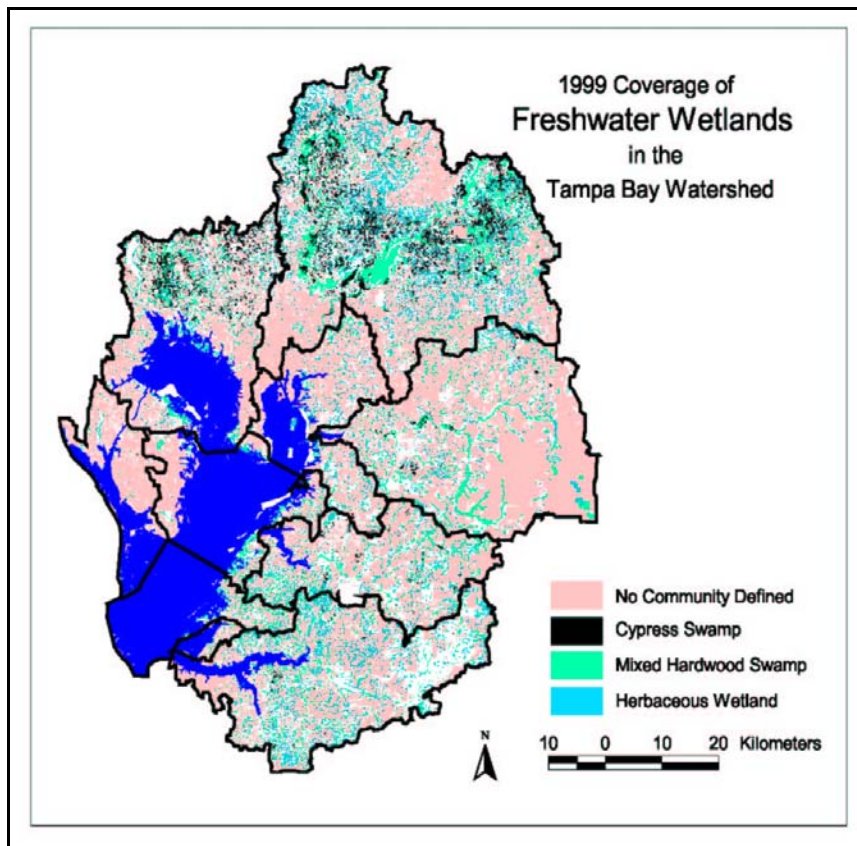 1999 Coverage of
Freshwater Wetlands
in the
Tampa Bay Watershed
No Community Defined
Cypress Swamp
Mixed Hardwood Swamp
Herbaceous Wetland
N
10 0 10 20 Kilometers